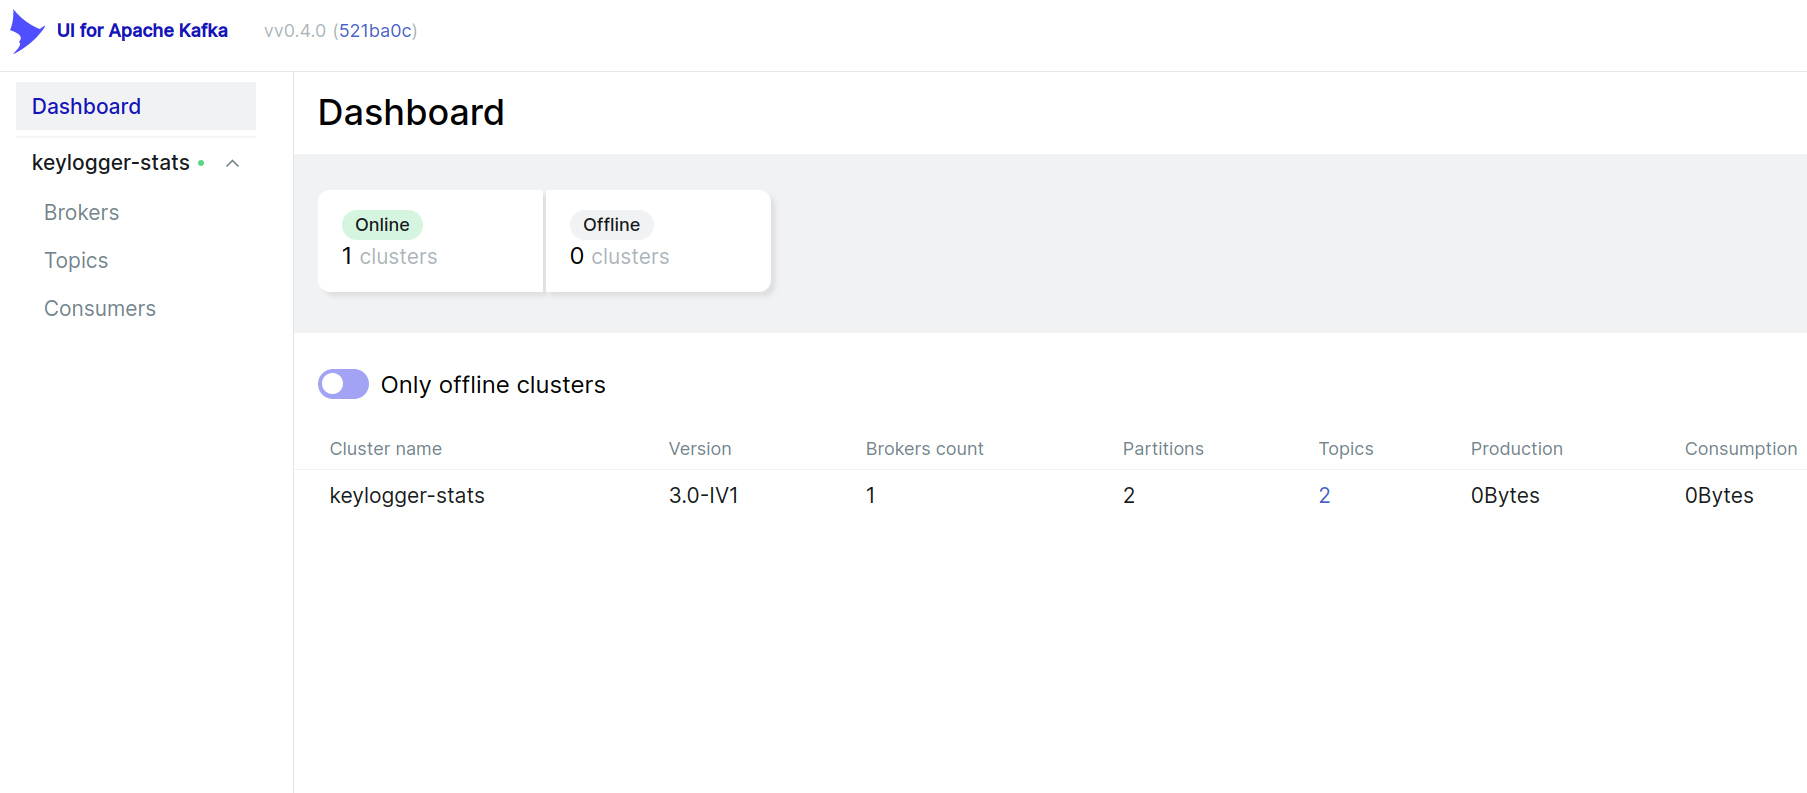 UI for Apache Kafka vv0.4.0 (521ba0c)
Dashboard
keylogger-stats
Brokers
Topics
Consumers
Dashboard
Online
1 clusters
Offline
0 clusters
Only offline clusters
Cluster name Version Brokers count Partitions Topics Production Consumption
keylogger-stats 3.0-IV1 1 2 2 0Bytes 0Bytes